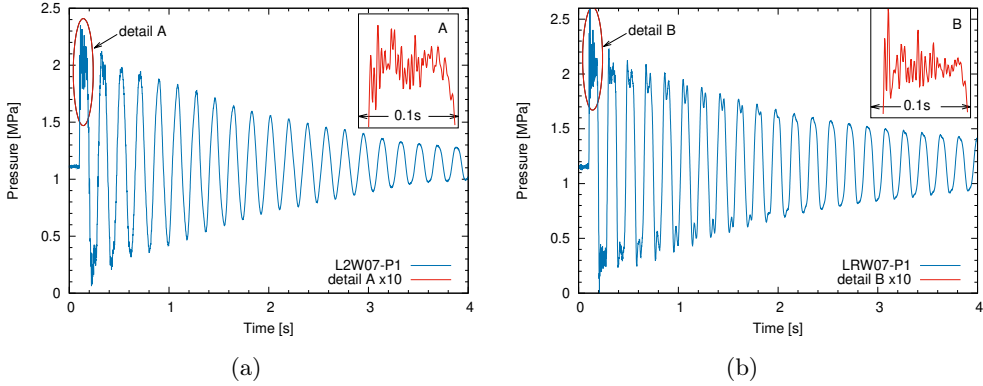 2.5
2
1.5
1
0.5
0
0
1
2
3
4
Pressure [MPa]
Time [s]
detail A
A
0.1s
L2W07-P1
detail A x10
(a)
2.5
2
1.5
1
0.5
0
0
1
2
3
4
Pressure [MPa]
Time [s]
detail B
B
0.1s
LRW07-P1
detail B x10
(b)